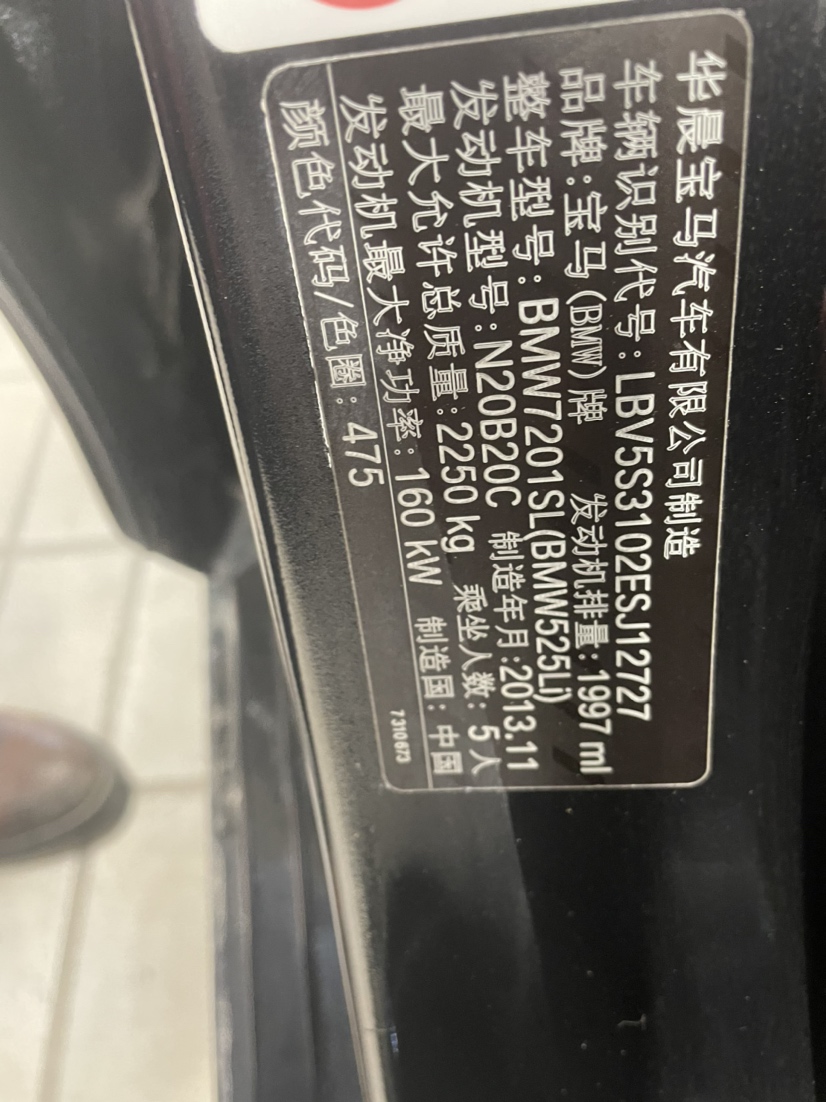 华晨宝马汽车有限公司制造
车辆识别代号:LBV5S3102ESJ12727
品牌:宝马(BMW)牌 发动机排量:1997 ml
整车型号:BMW7201SL(BMW525Li)
发动机型号:N20B20C 制造年月:2013.11
最大允许总质量:2250 kg 乘坐人数: 5人
发动机最大净功率:160 kW 制造国: 中国
颜色代码/色圈: 475
7310673